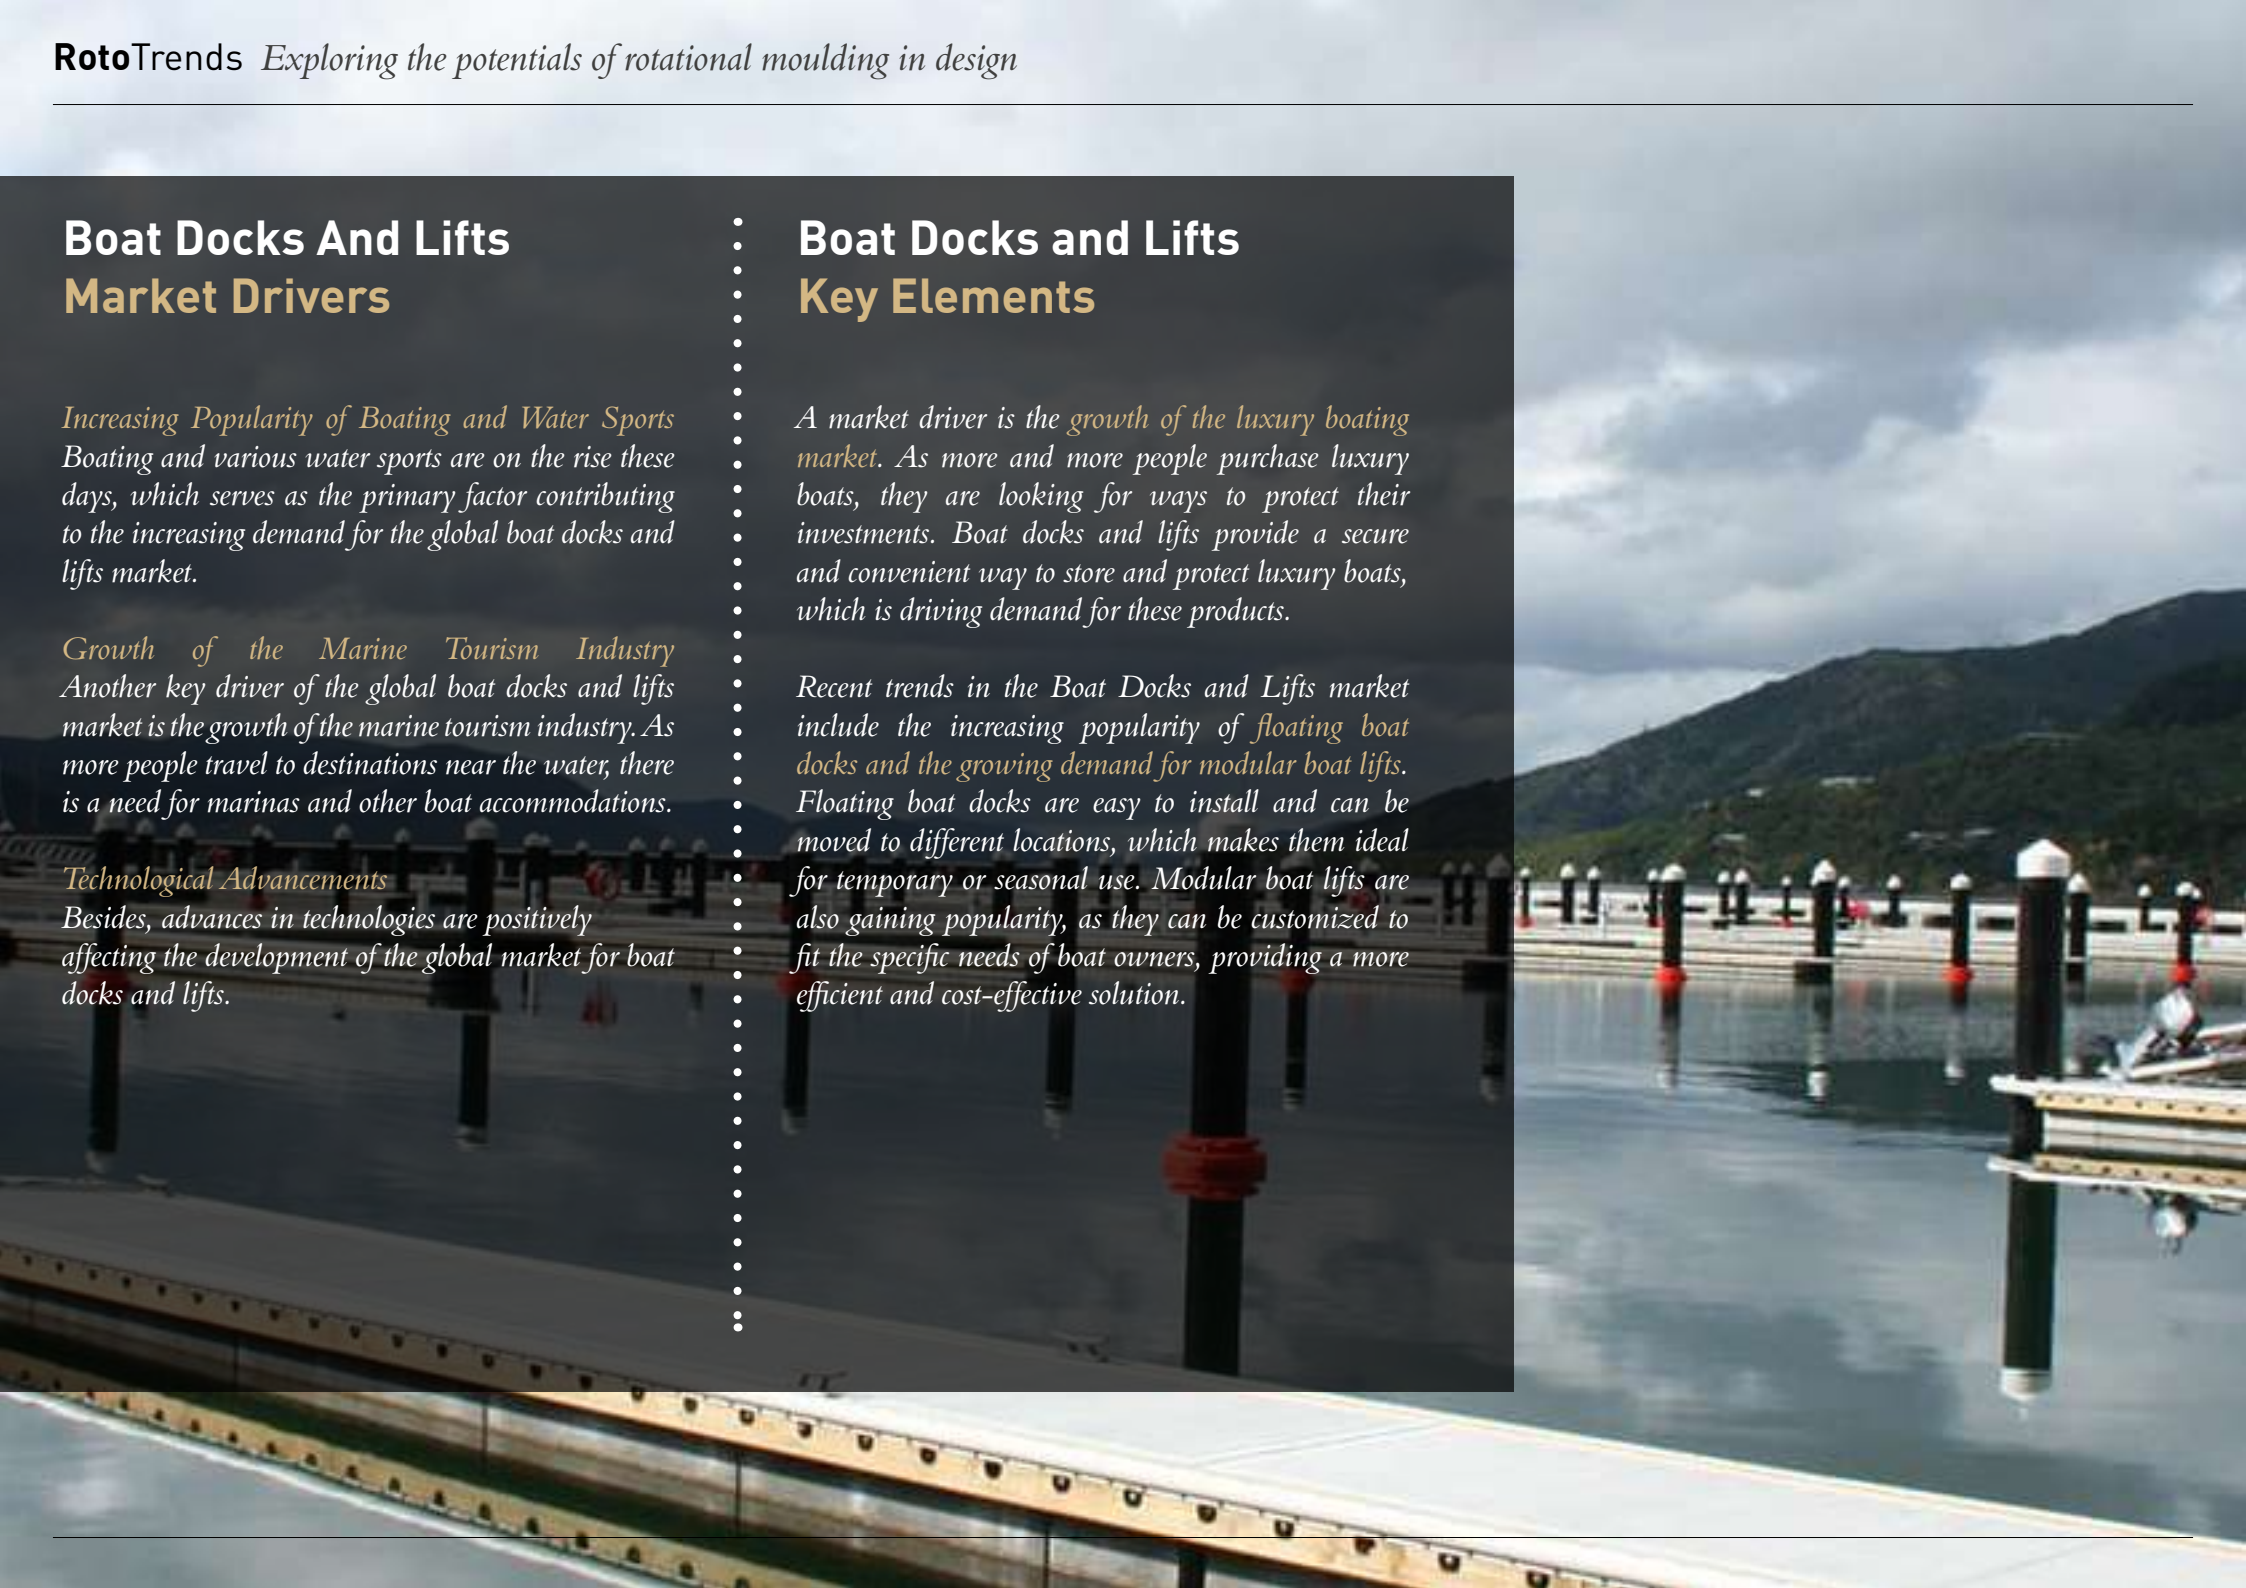 RotoTrends Exploring the potentials of rotational moulding in design
Boat Docks And Lifts
Market Drivers
Increasing Popularity of Boating and Water Sports
Boating and various water sports are on the rise these
days, which serves as the primary factor contributing
to the increasing demand for the global boat docks and
lifts market.
Growth of the Marine Tourism Industry
Another key driver of the global boat docks and lifts
market is the growth of the marine tourism industry. As
more people travel to destinations near the water, there
is a need for marinas and other boat accommodations.
Technological Advancements
Besides, advances in technologies are positively
affecting the development of the global market for boat
docks and lifts.
Boat Docks and Lifts
Key Elements
A market driver is the growth of the luxury boating
market. As more and more people purchase luxury
boats, they are looking for ways to protect their
investments. Boat docks and lifts provide a secure
and convenient way to store and protect luxury boats,
which is driving demand for these products.
Recent trends in the Boat Docks and Lifts market
include the increasing popularity of floating boat
docks and the growing demand for modular boat lifts.
Floating boat docks are easy to install and can be
moved to different locations, which makes them ideal
for temporary or seasonal use. Modular boat lifts are
also gaining popularity, as they can be customized to
fit the specific needs of boat owners, providing a more
efficient and cost-effective solution.